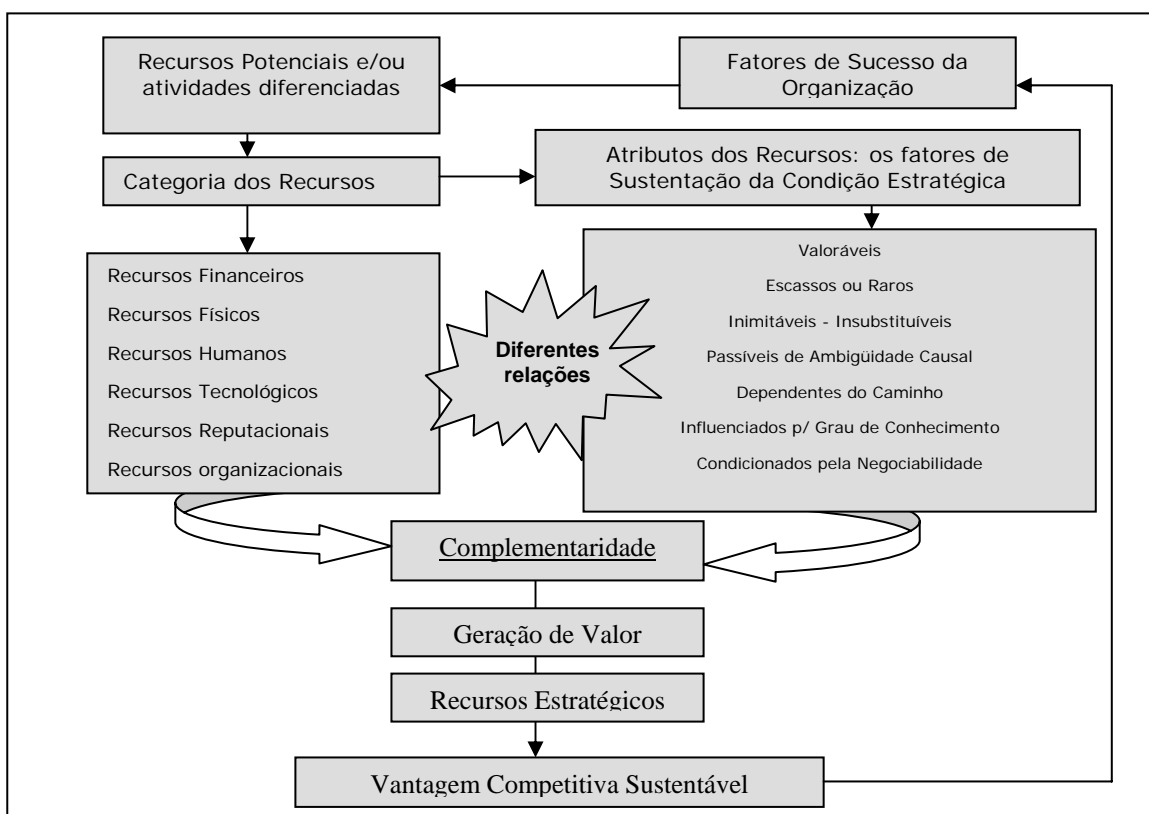 Recursos Potenciais e/ou
atividades diferenciadas
Fatores de Sucesso da
Organização
Categoria dos Recursos
Atributos dos Recursos: os fatores de
Sustentação da Condição Estratégica
Recursos Financeiros
Recursos Físicos
Recursos Humanos
Recursos Tecnológicos
Recursos Reputacionais
Recursos organizacionais
Diferentes
relações
Valoráveis
Escassos ou Raros
Inimitáveis - Insubstituíveis
Passíveis de Ambigüidade Causal
Dependentes do Caminho
Influenciados p/ Grau de Conhecimento
Condicionados pela Negociabilidade
Complementaridade
Geração de Valor
Recursos Estratégicos
Vantagem Competitiva Sustentável